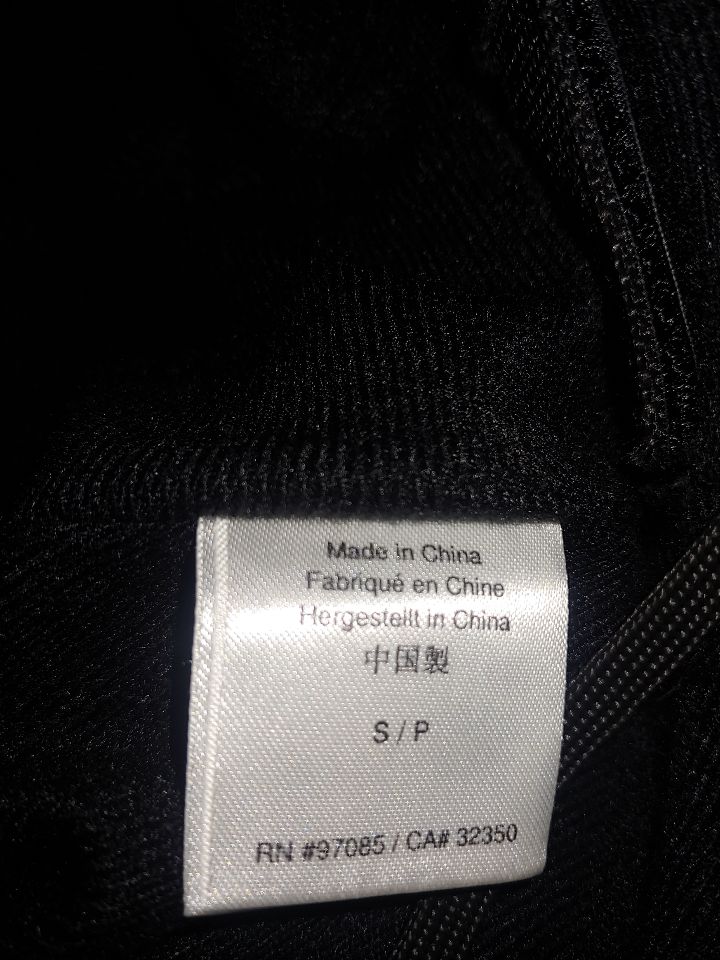 Made in China
Fabriqué en Chine
Hergestellt in China
中国製
S / P
RN #97085 / CA# 32350